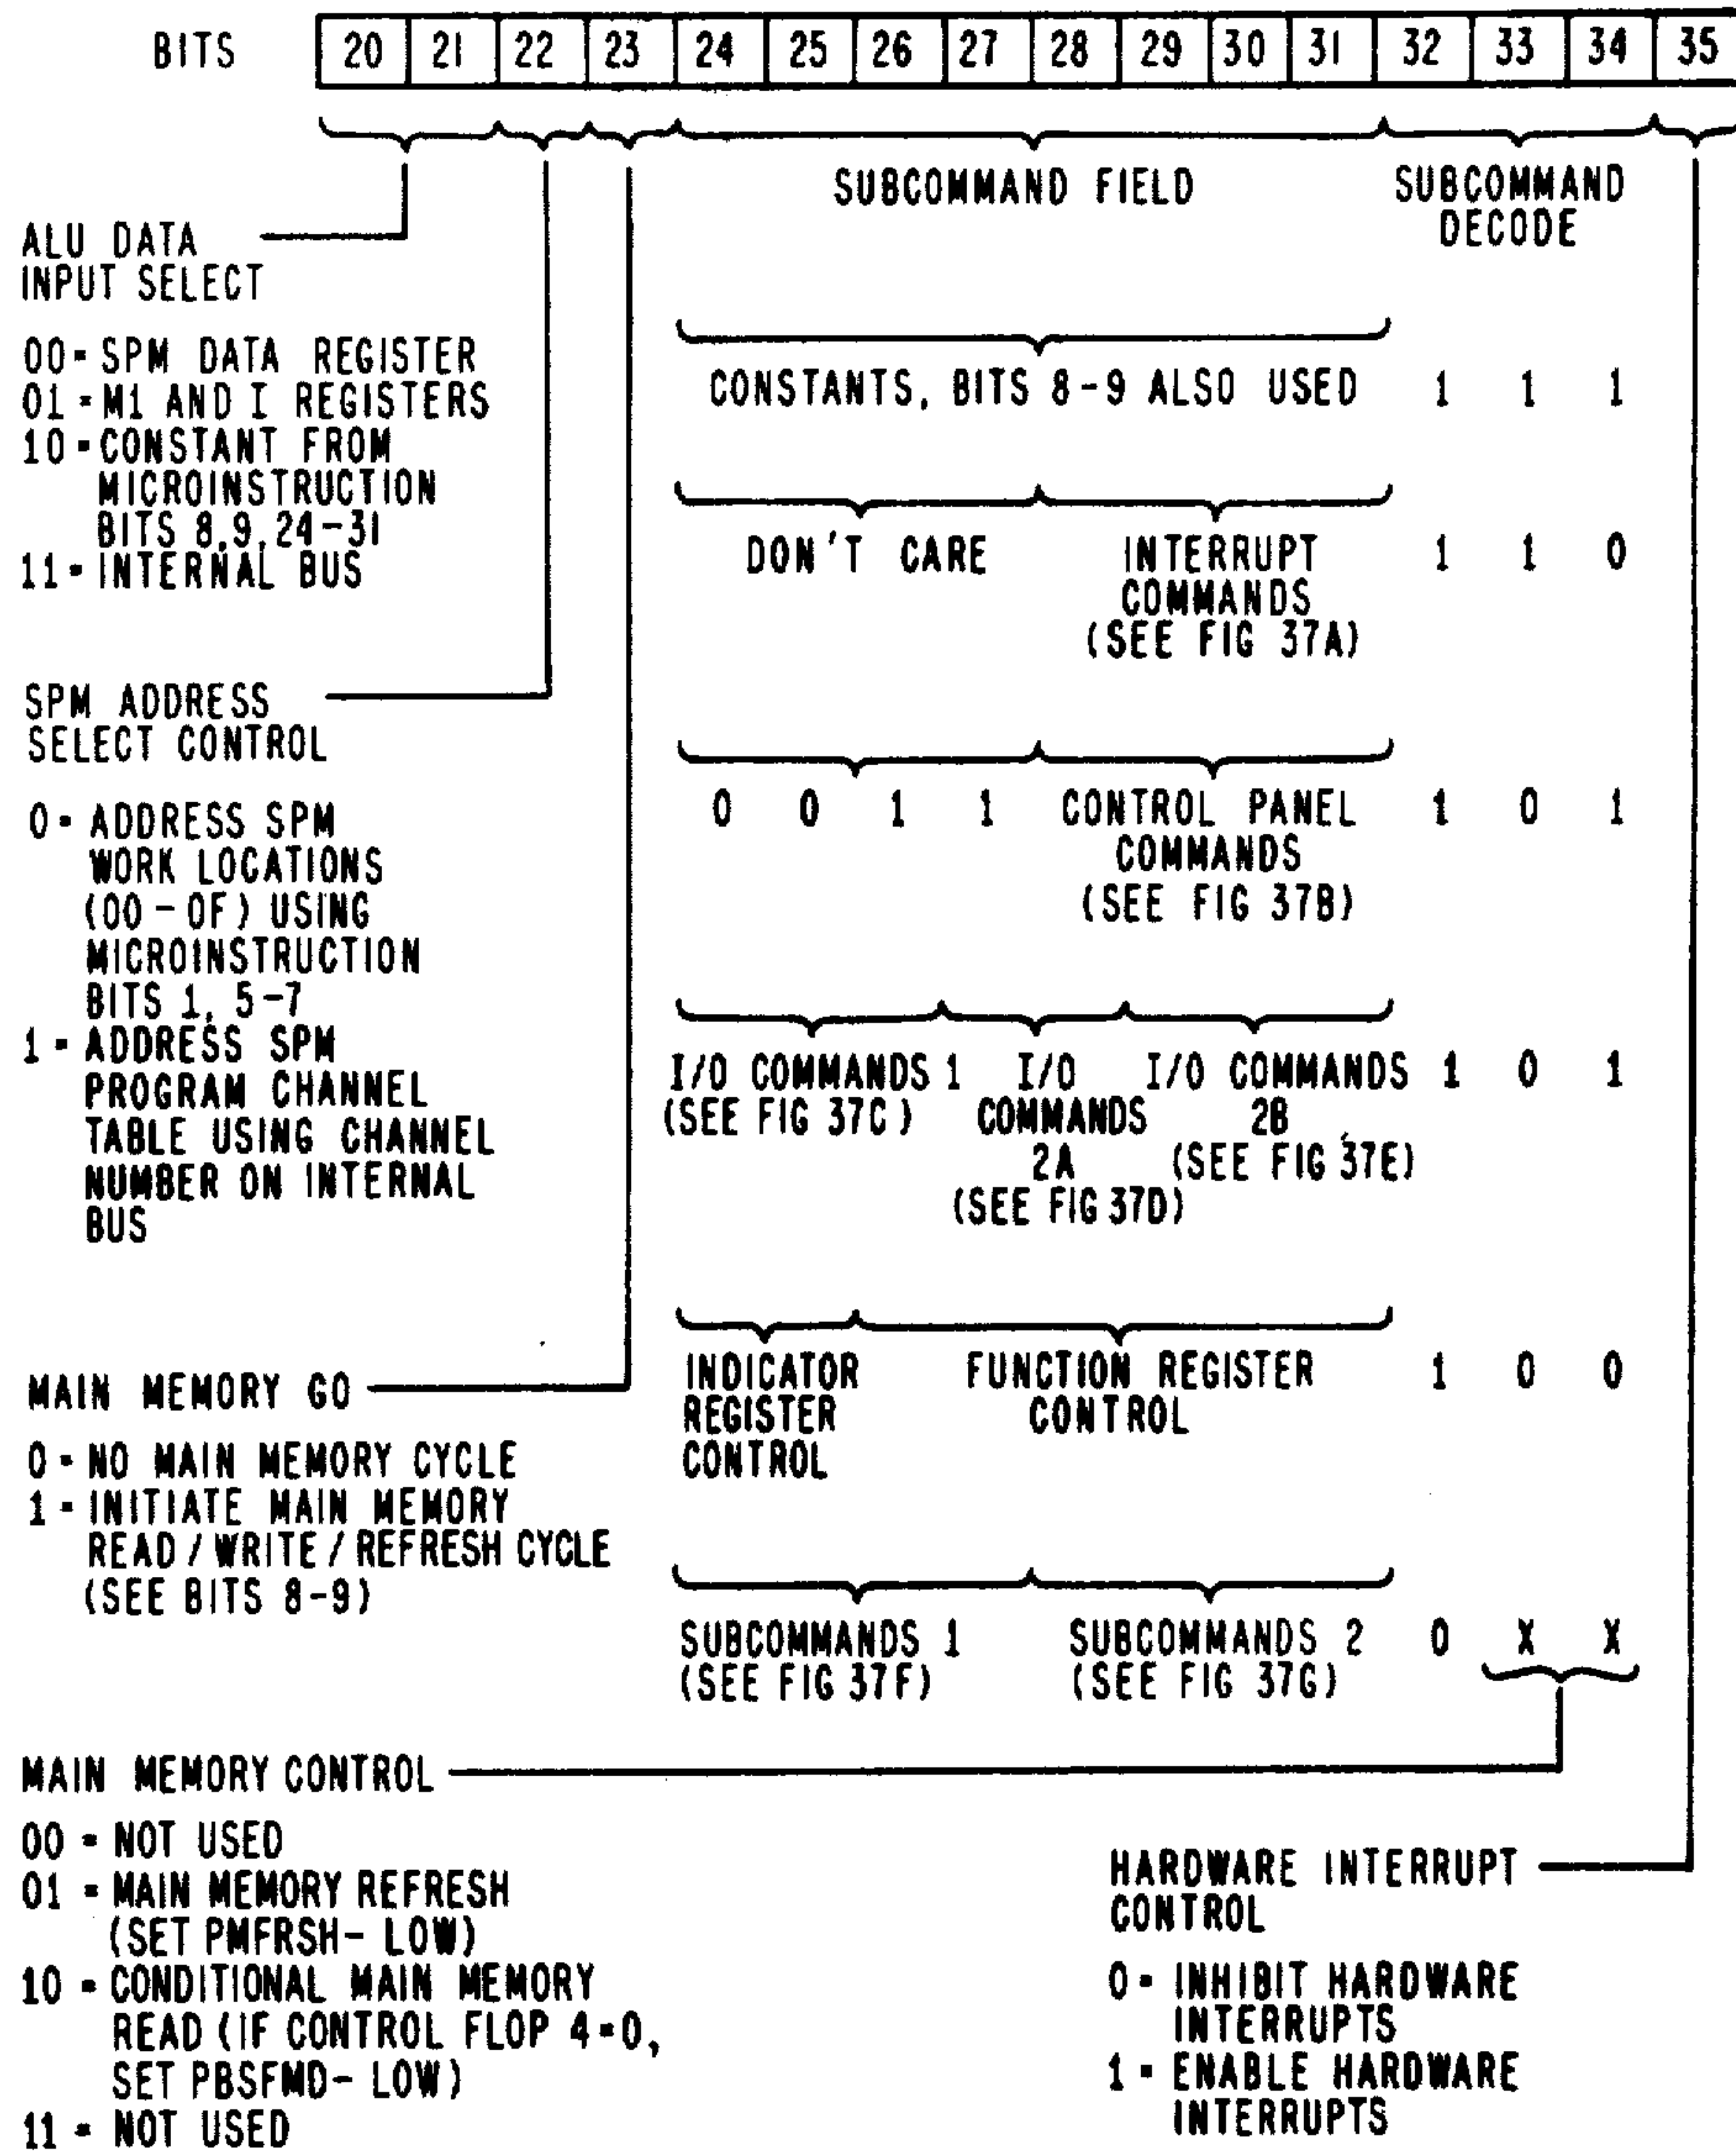 BITS 20 21 22 23 24 25 26 27 28 29 30 31 32 33 34 35
SUBCOMMAND FIELD
SUBCOMMAND
DECODE
ALU DATA
INPUT SELECT
00 = SPM DATA REGISTER
01 = M1 AND I REGISTERS
10 = CONSTANT FROM
MICROINSTRUCTION
BITS 8,9,24-31
11 = INTERNAL BUS
CONSTANTS, BITS 8-9 ALSO USED 1 1 1
DON'T CARE
INTERRUPT
COMMANDS
(SEE FIG 37A)
1 1 0
SPM ADDRESS
SELECT CONTROL
0 = ADDRESS SPM
WORK LOCATIONS
(00-0F) USING
MICROINSTRUCTION
BITS 1, 5-7
1 = ADDRESS SPM
PROGRAM CHANNEL
TABLE USING CHANNEL
NUMBER ON INTERNAL
BUS
0 0 1 1
CONTROL PANEL
COMMANDS
(SEE FIG 37B)
1 0 1
I/O COMMANDS 1
(SEE FIG 37C)
I/O
COMMANDS
2A
(SEE FIG 37D)
I/O COMMANDS
2B
(SEE FIG 37E)
1 0 1
MAIN MEMORY GO
0 = NO MAIN MEMORY CYCLE
1 = INITIATE MAIN MEMORY
READ/WRITE/REFRESH CYCLE
(SEE BITS 8-9)
INDICATOR
REGISTER
CONTROL
FUNCTION REGISTER
CONTROL
1 0 0
SUBCOMMANDS 1
(SEE FIG 37F)
SUBCOMMANDS 2
(SEE FIG 37G)
0 X X
MAIN MEMORY CONTROL
00 = NOT USED
01 = MAIN MEMORY REFRESH
(SET PMFRSH- LOW)
10 = CONDITIONAL MAIN MEMORY
READ (IF CONTROL FLOP 4=0,
SET PBSFMD- LOW)
11 = NOT USED
HARDWARE INTERRUPT
CONTROL
0 = INHIBIT HARDWARE
INTERRUPTS
1 = ENABLE HARDWARE
INTERRUPTS